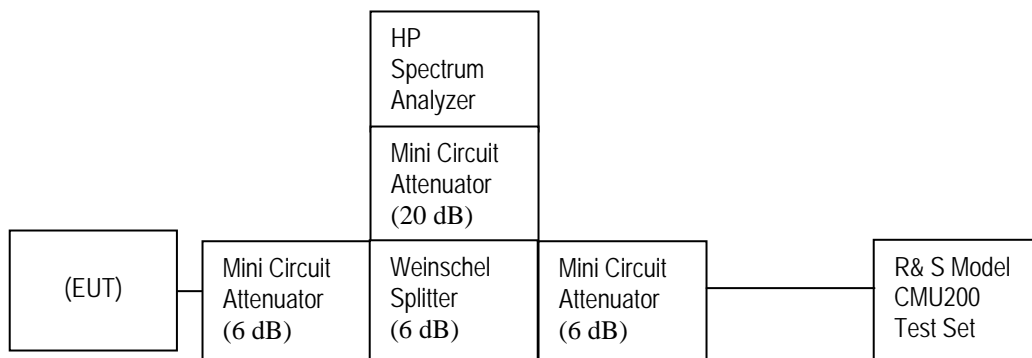 HP
Spectrum
Analyzer
Mini Circuit
Attenuator
(20 dB)
(EUT)
Mini Circuit
Attenuator
(6 dB)
Weinschel
Splitter
(6 dB)
Mini Circuit
Attenuator
(6 dB)
R& S Model
CMU200
Test Set